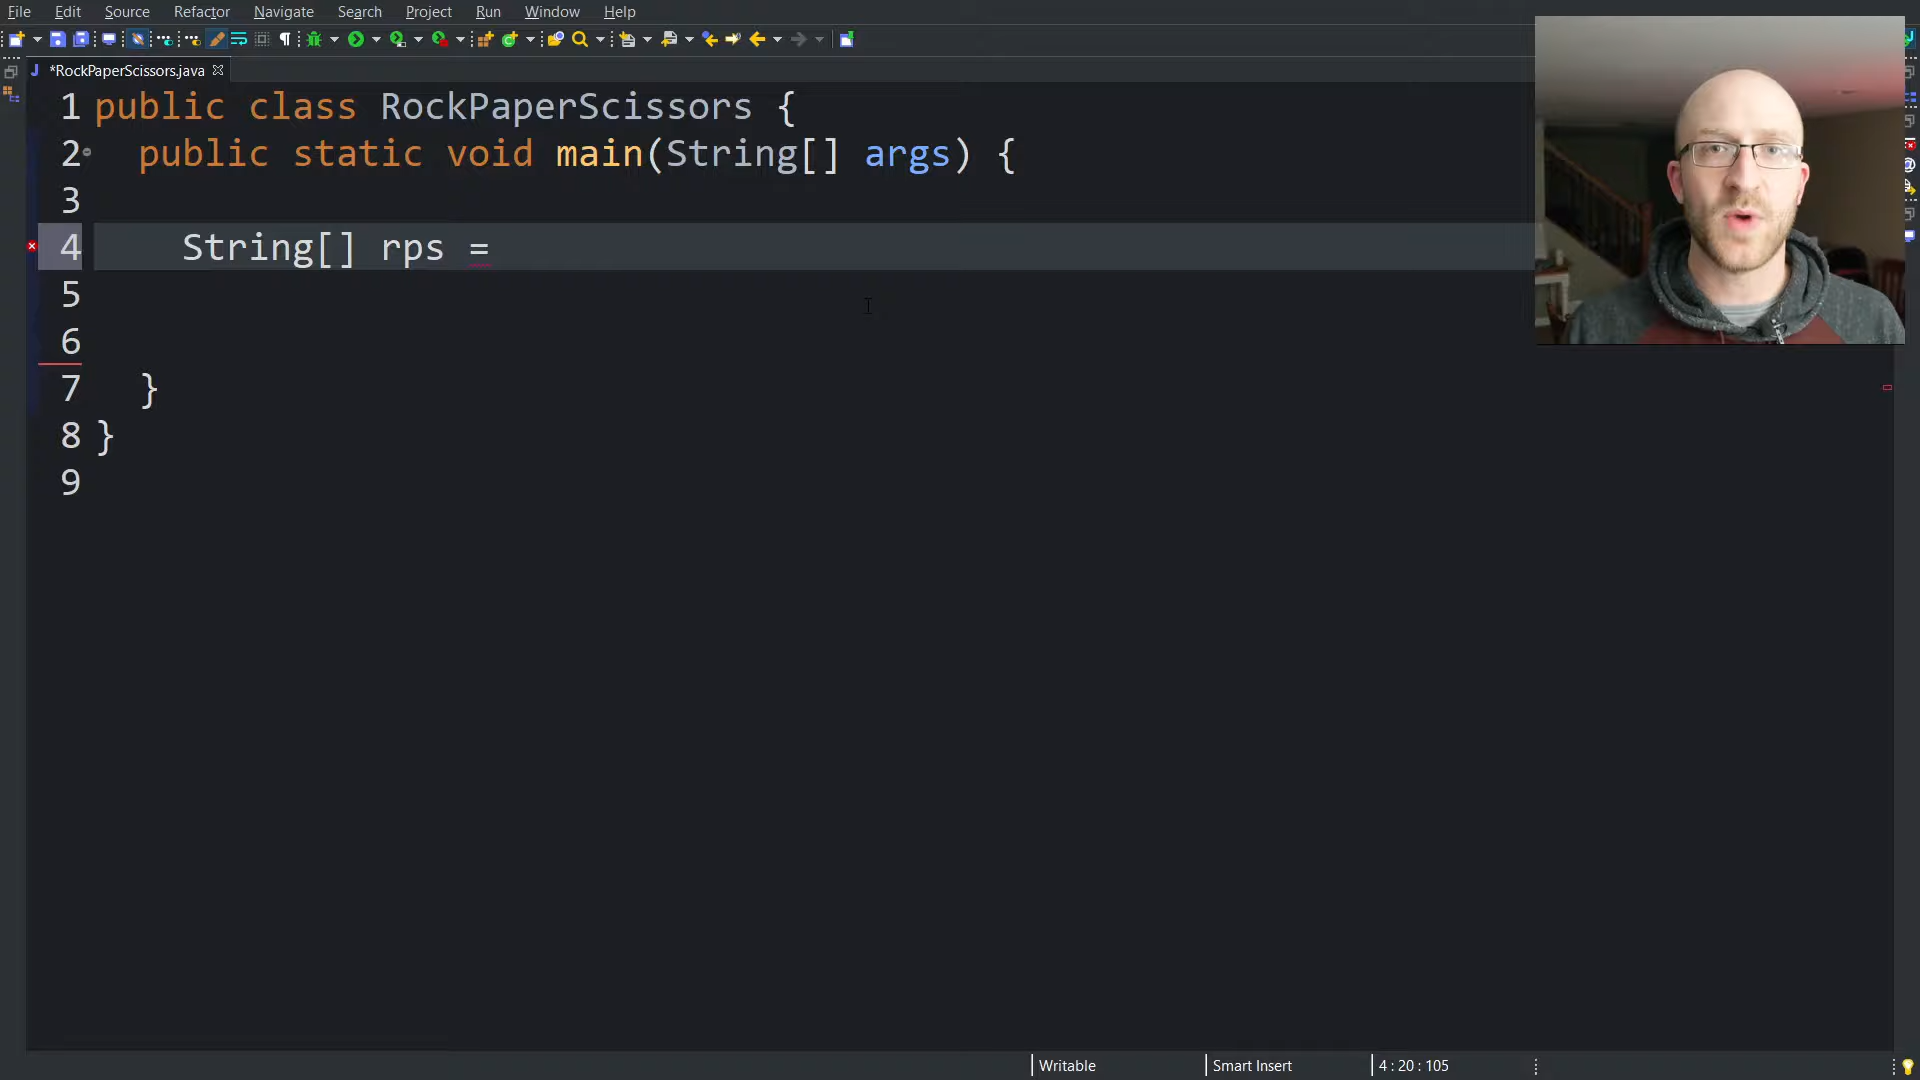 File Edit Source Refactor Navigate Search Project Run Window Help
*RockPaperScissors.java
1 public class RockPaperScissors {
2 public static void main(String[] args) {
3
4 String[] rps =
5
6
7 }
8 }
9
Writable Smart Insert 4 : 20 : 105